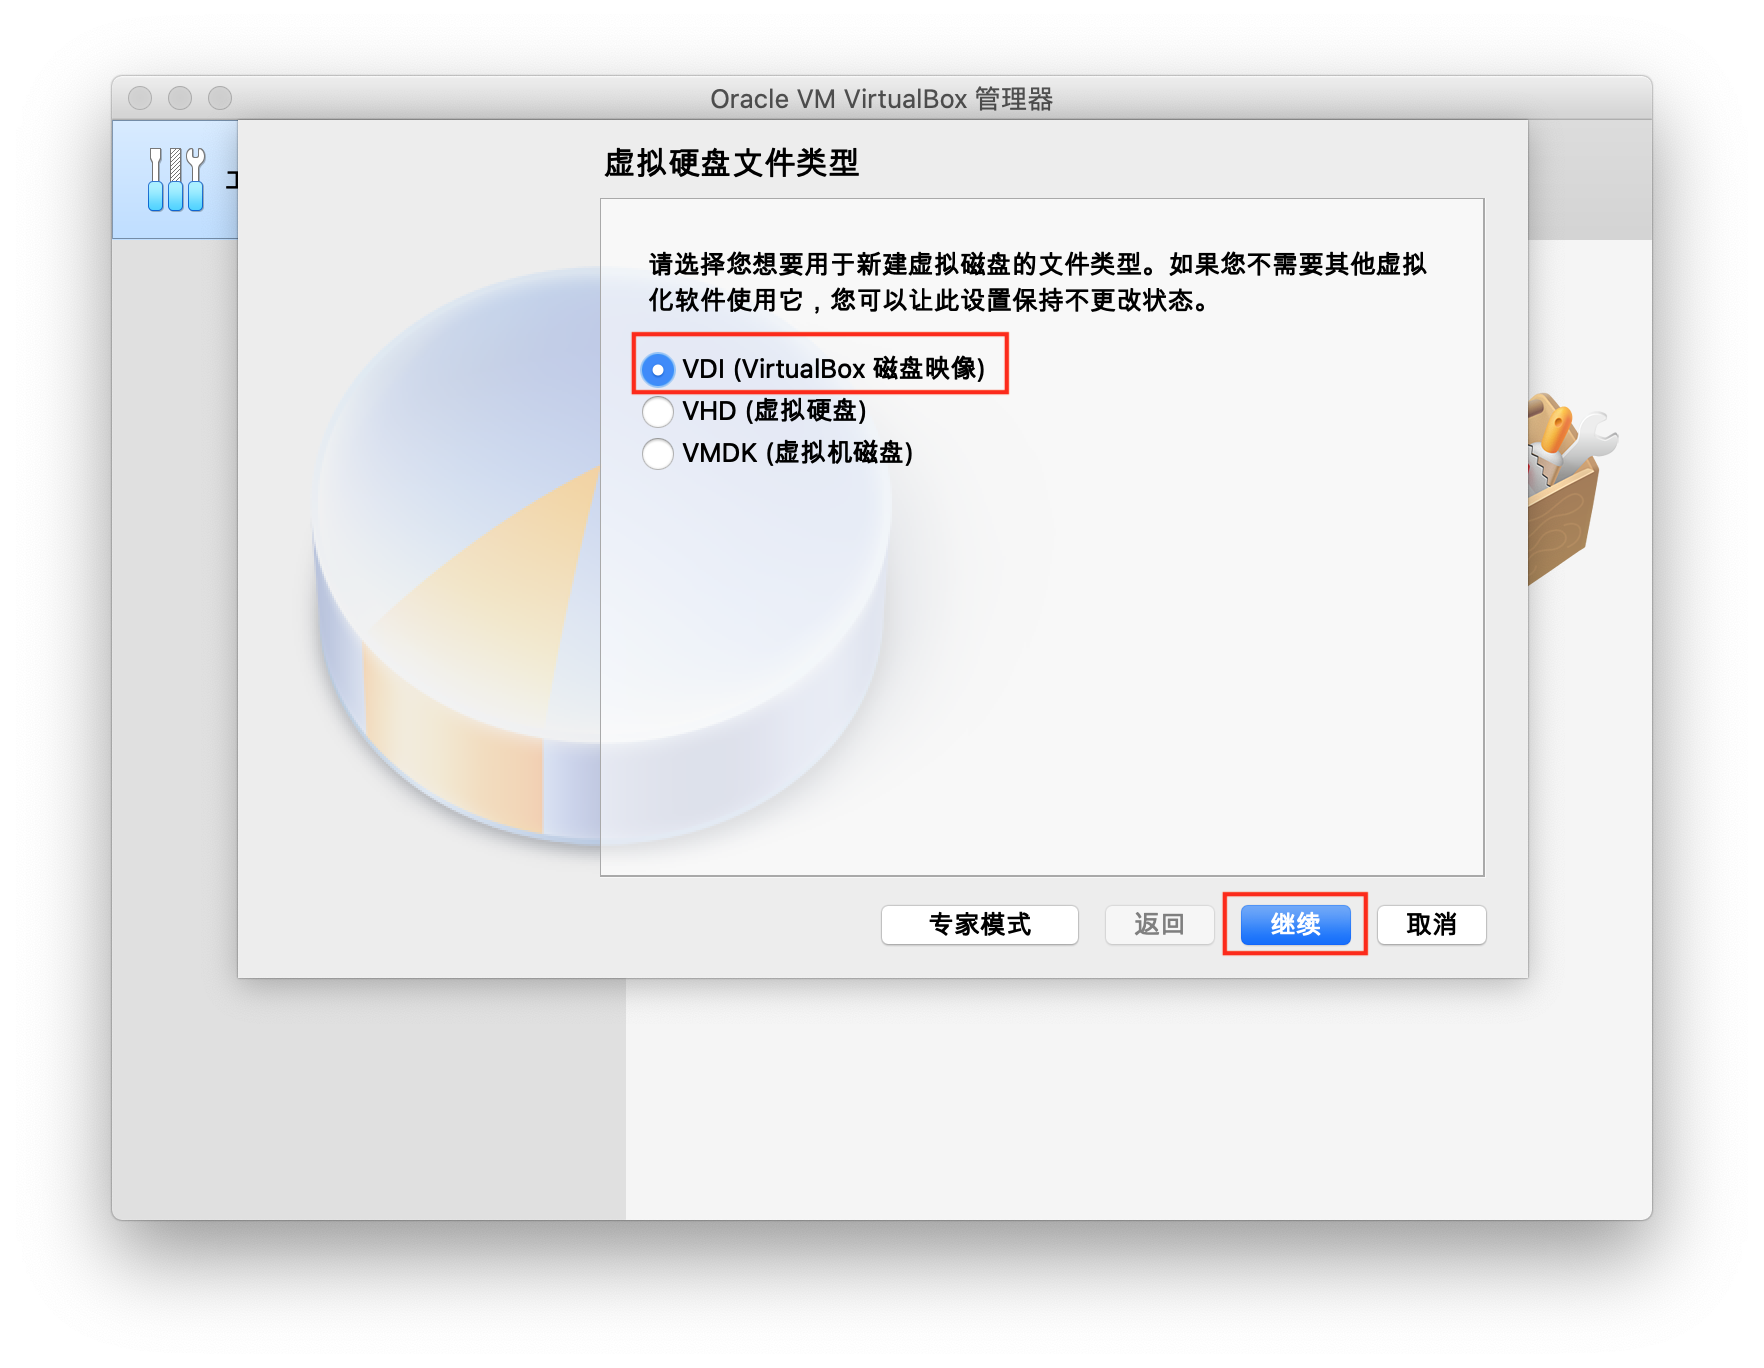 Oracle VM VirtualBox 管理器
虚拟硬盘文件类型
请选择您想要用于新建虚拟磁盘的文件类型。如果您不需要其他虚拟
化软件使用它，您可以让此设置保持不更改状态。
VDI (VirtualBox 磁盘映像)
VHD (虚拟硬盘)
VMDK (虚拟机磁盘)
专家模式
返回
继续
取消